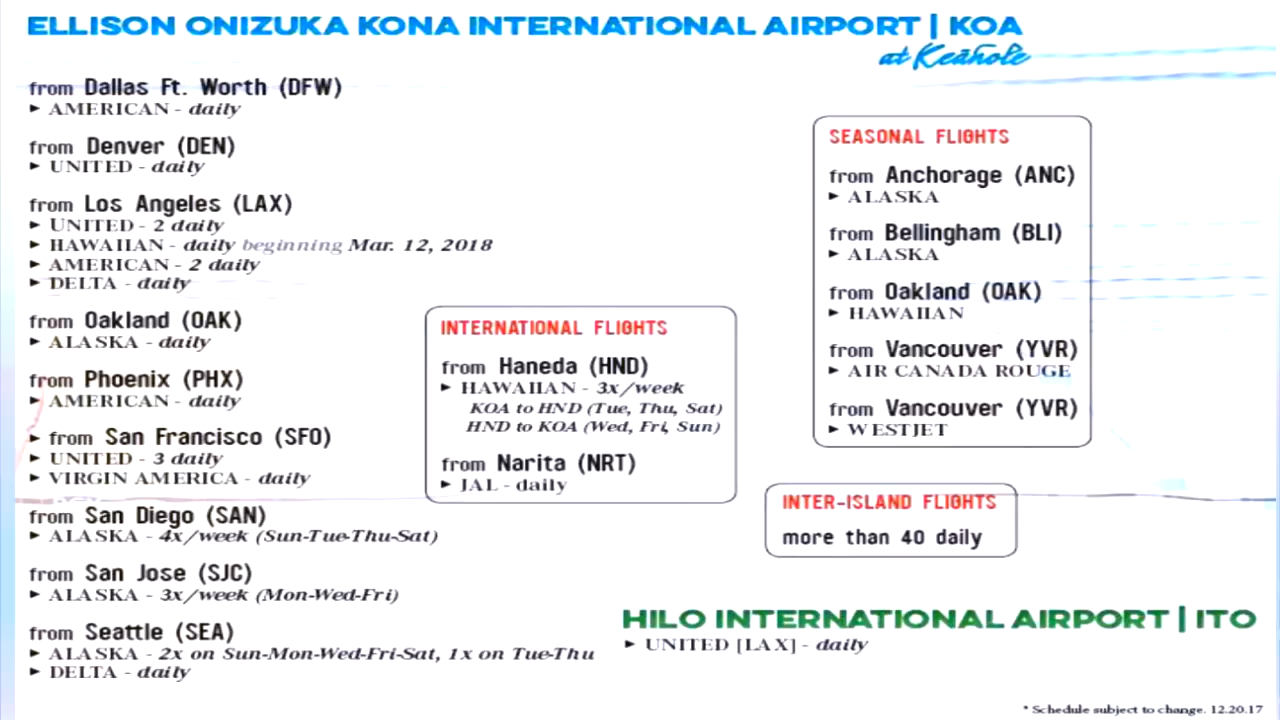 ELLISON ONIZUKA KONA INTERNATIONAL AIRPORT | KOA
at Keāhole
from Dallas Ft. Worth (DFW)
► AMERICAN - daily
from Denver (DEN)
► UNITED - daily
from Los Angeles (LAX)
► UNITED - 2 daily
► HAWAIIAN - daily beginning Mar. 12, 2018
► AMERICAN - 2 daily
► DELTA - daily
from Oakland (OAK)
► ALASKA - daily
from Phoenix (PHX)
► AMERICAN - daily
► from San Francisco (SFO)
► UNITED - 3 daily
► VIRGIN AMERICA - daily
from San Diego (SAN)
► ALASKA - 4x/week (Sun-Tue-Thu-Sat)
from San Jose (SJC)
► ALASKA - 3x/week (Mon-Wed-Fri)
from Seattle (SEA)
► ALASKA - 2x on Sun-Mon-Wed-Fri-Sat, 1x on Tue-Thu
► DELTA - daily
INTERNATIONAL FLIGHTS
from Haneda (HND)
► HAWAIIAN - 3x/week
KOA to HND (Tue, Thu, Sat)
HND to KOA (Wed, Fri, Sun)
from Narita (NRT)
► JAL - daily
SEASONAL FLIGHTS
from Anchorage (ANC)
► ALASKA
from Bellingham (BLI)
► ALASKA
from Oakland (OAK)
► HAWAIIAN
from Vancouver (YVR)
► AIR CANADA ROUGE
from Vancouver (YVR)
► WESTJET
INTER-ISLAND FLIGHTS
more than 40 daily
HILO INTERNATIONAL AIRPORT | ITO
► UNITED [LAX] - daily
* Schedule subject to change. 12.20.17